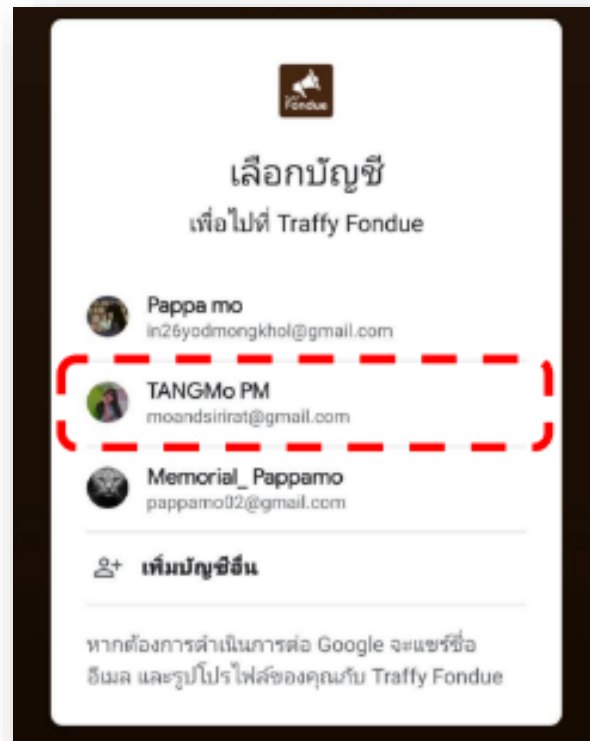 Fondue
เลือกบัญชี
เพื่อไปที่ Traffy Fondue
Pappa mo
in26yodmongkhol@gmail.com
TANGMo PM
moandsirirat@gmail.com
Memorial_ Pappamo
pappamo02@gmail.com
เพิ่มบัญชีอื่น
หากต้องการดำเนินการต่อ Google จะแชร์ชื่อ
อีเมล และรูปโปรไฟล์ของคุณกับ Traffy Fondue